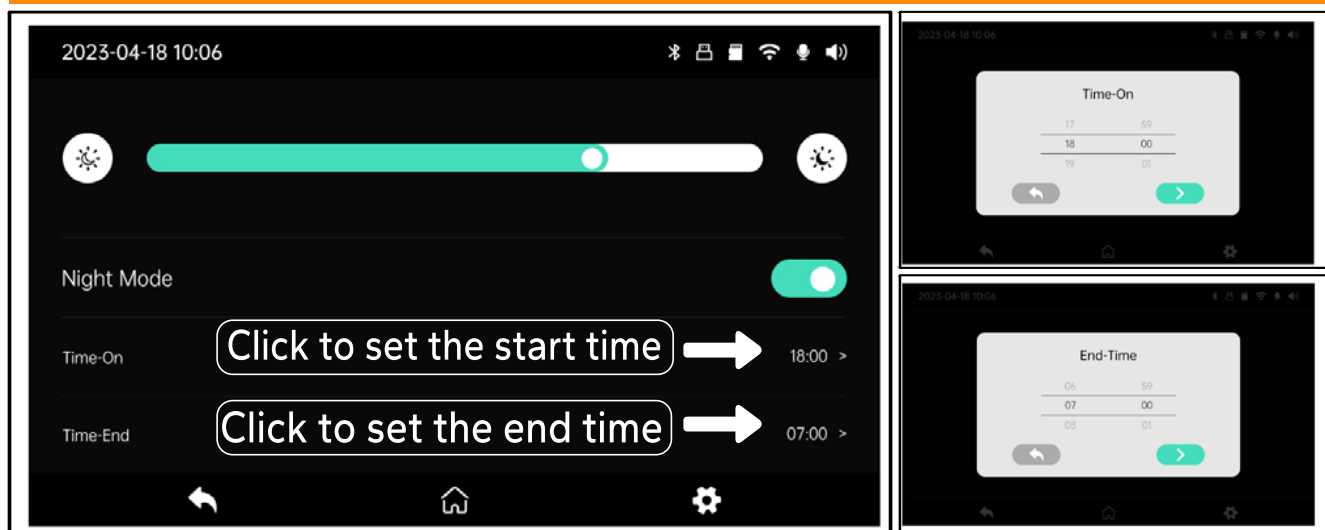 2023-04-18 10:06
Night Mode
Time-On
Click to set the start time
18:00 >
Time-End
Click to set the end time
07:00 >
2023-04-18 10:06
Time-On
17 59
18 00
19 01
2023-04-18 10:06
End-Time
06 59
07 00
08 01